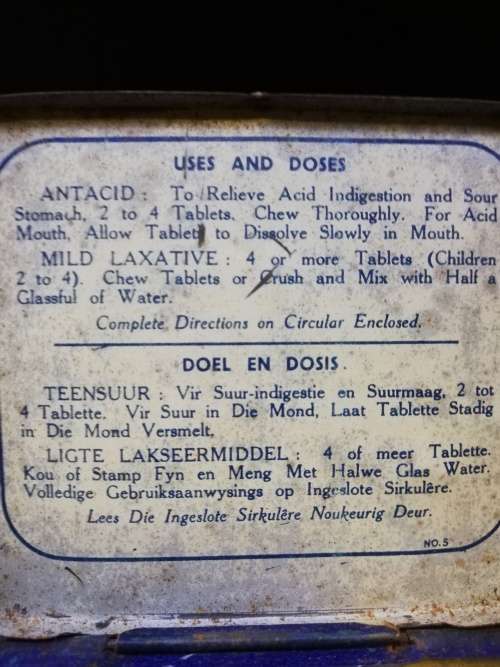 USES AND DOSES
ANTACID: To Relieve Acid Indigestion and Sour
Stomach, 2 to 4 Tablets. Chew Thoroughly. For Acid
Mouth, Allow Tablets to Dissolve Slowly in Mouth.
MILD LAXATIVE: 4 or more Tablets (Children
2 to 4). Chew Tablets or Crush and Mix with Half a
Glassful of Water.
Complete Directions on Circular Enclosed.
DOEL EN DOSIS.
TEENSUUR: Vir Suur-indigestie en Suurmaag, 2 tot
4 Tablette. Vir Suur in Die Mond, Laat Tablette Stadig
in Die Mond Versmelt,
LIGTE LAKSEERMIDDEL: 4 of meer Tablette.
Kou of Stamp Fyn en Meng Met Halwe Glas Water.
Volledige Gebruiksaanwysings op Ingeslote Sirkulêre.
Lees Die Ingeslote Sirkulêre Noukeurig Deur.
NO.5